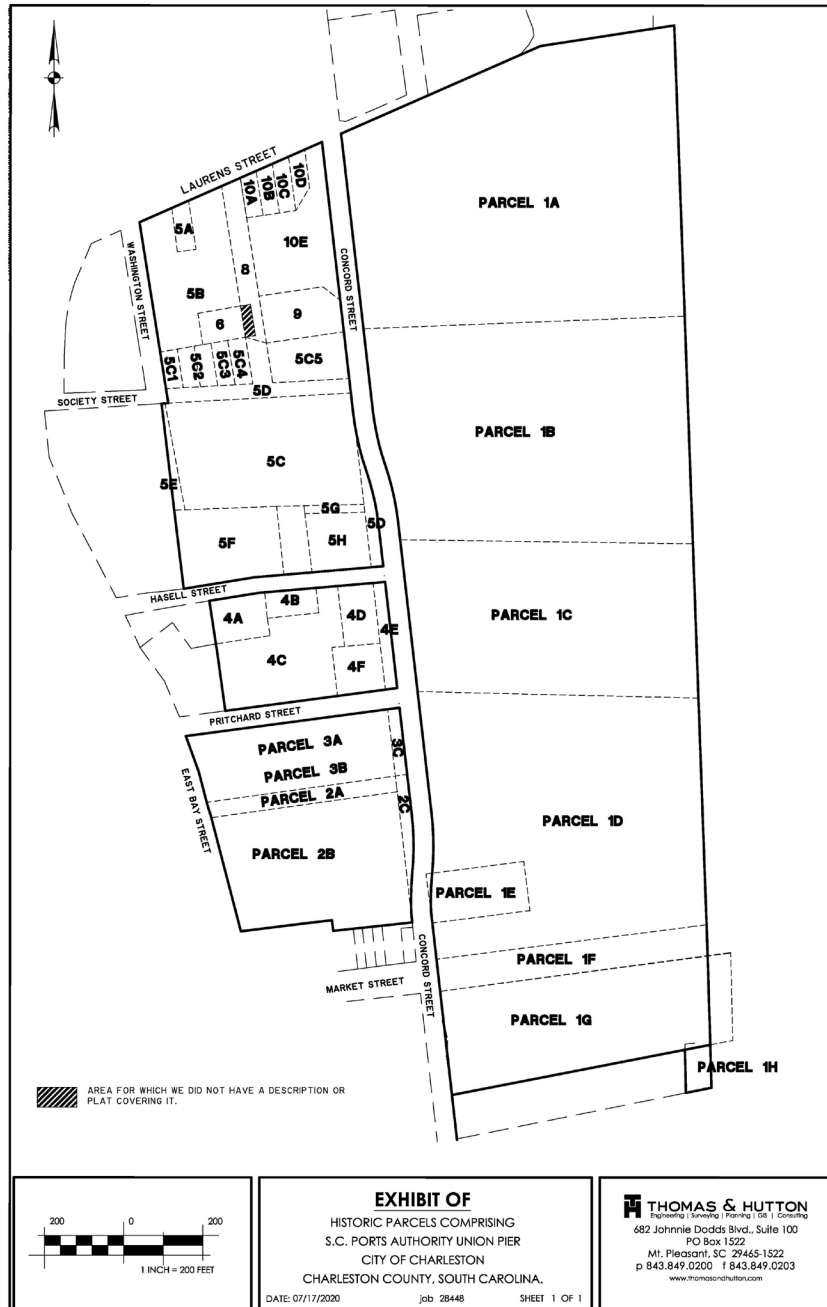 LAURENS STREET
WASHINGTON STREET
CONCORD STREET
PARCEL 1A
10A
10B
10C
10D
5A
10E
8
5B
6
9
5C1
5C2
5C3
5C4
5C5
SOCIETY STREET
5D
PARCEL 1B
5C
5E
5G
5D
5F
5H
HASELL STREET
4A
4B
4D
4E
PARCEL 1C
4C
4F
PRITCHARD STREET
PARCEL 3A
3C
PARCEL 3B
PARCEL 2A
2C
EAST BAY STREET
PARCEL 1D
PARCEL 2B
PARCEL 1E
CONCORD STREET
PARCEL 1F
MARKET STREET
PARCEL 1G
PARCEL 1H
AREA FOR WHICH WE DID NOT HAVE A DESCRIPTION OR
PLAT COVERING IT.
200 0 200
1 INCH = 200 FEET
EXHIBIT OF
HISTORIC PARCELS COMPRISING
S.C. PORTS AUTHORITY UNION PIER
CITY OF CHARLESTON
CHARLESTON COUNTY, SOUTH CAROLINA.
DATE: 07/17/2020 job 28448 SHEET 1 OF 1
TH THOMAS & HUTTON
Engineering | Surveying | Planning | GIS | Consulting
682 Johnnie Dodds Blvd., Suite 100
PO Box 1522
Mt. Pleasant, SC 29465-1522
p 843.849.0200 f 843.849.0203
www.thomasandhutton.com